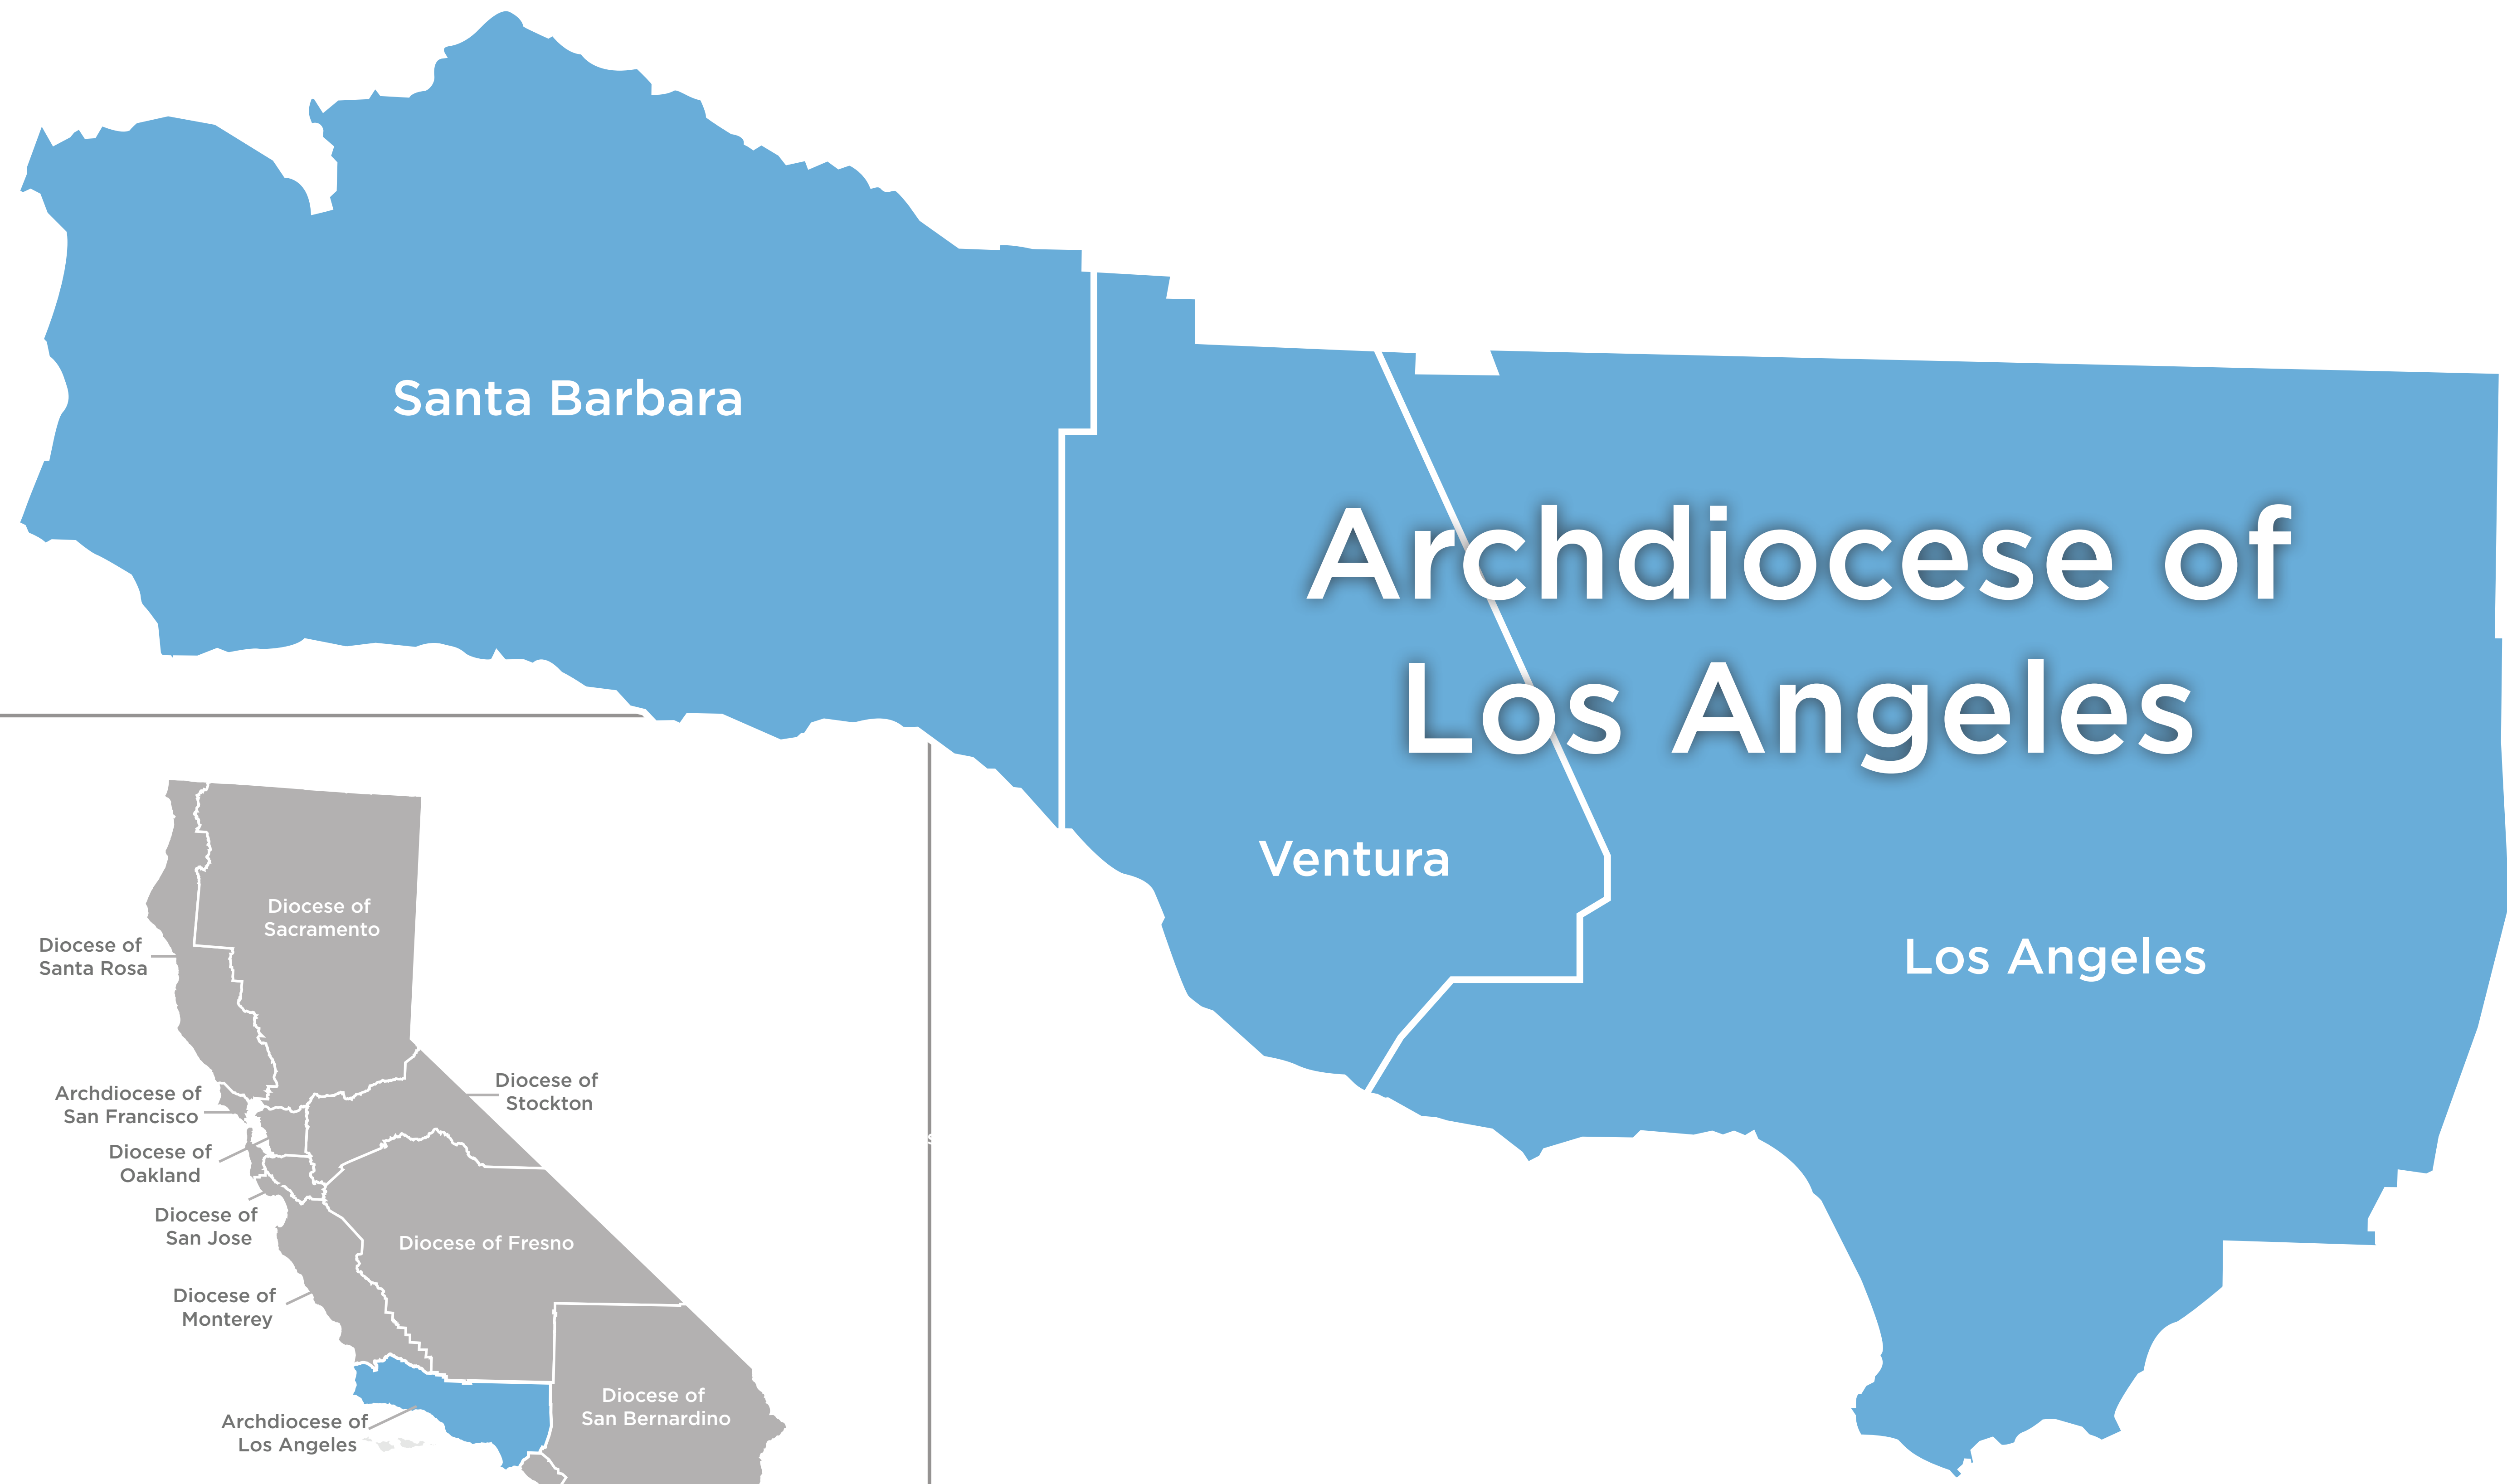 Santa Barbara
Archdiocese of
Los Angeles
Ventura
Los Angeles
Diocese of
Sacramento
Diocese of
Santa Rosa
Diocese of
Stockton
Archdiocese of
San Francisco
Diocese of
Oakland
Diocese of
San Jose
Diocese of Fresno
Diocese of
Monterey
Diocese of
San Bernardino
Archdiocese of
Los Angeles